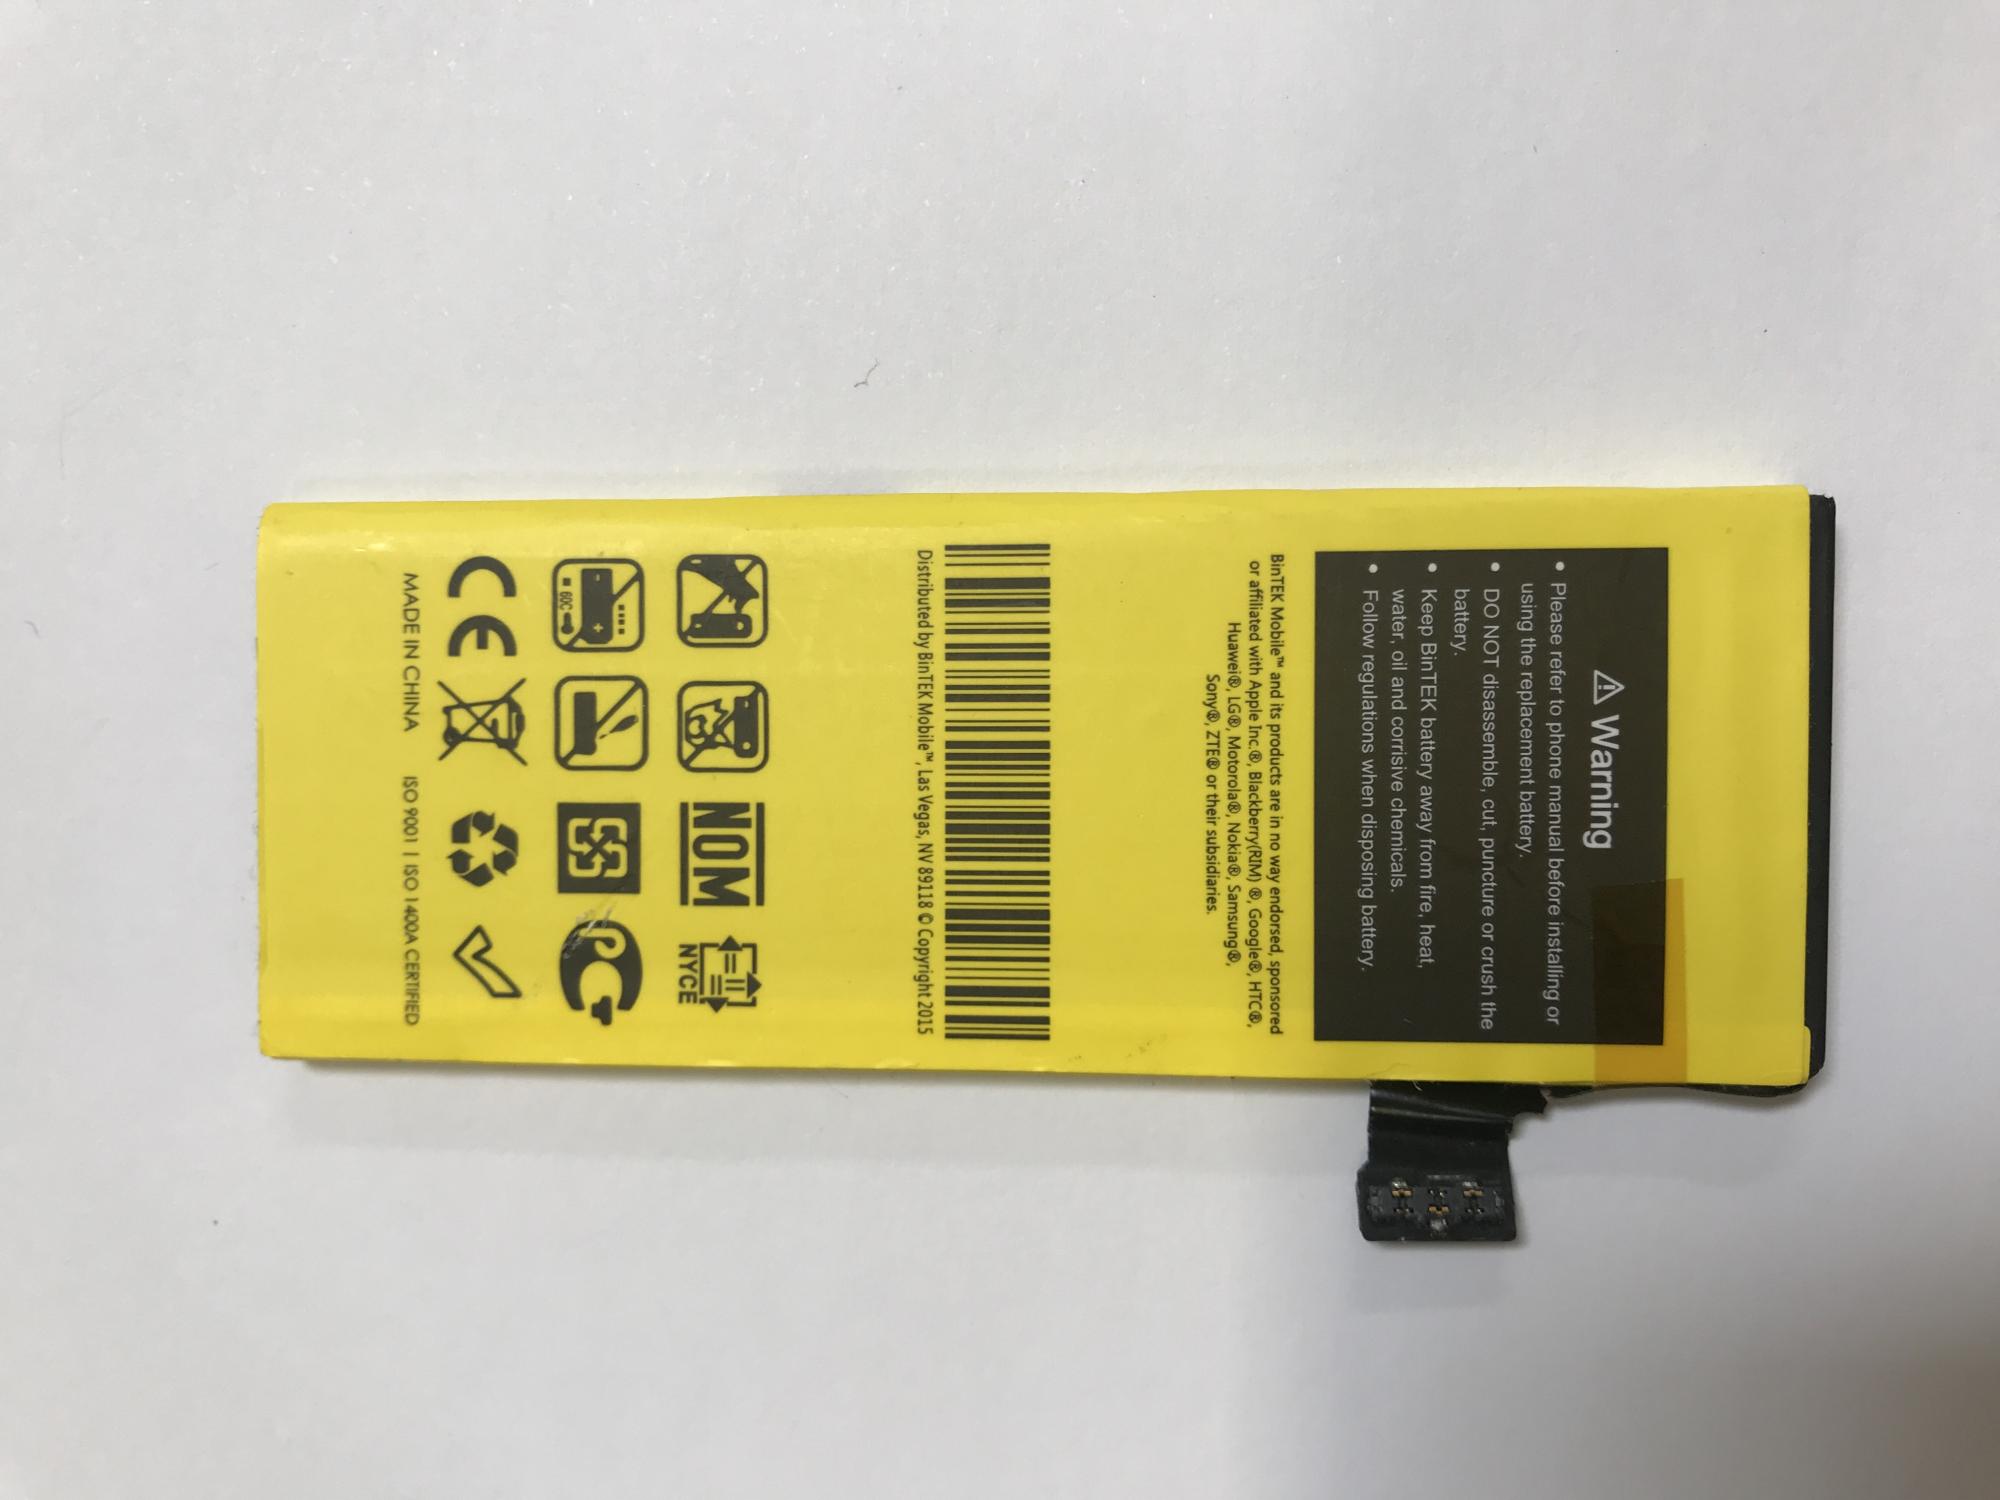 ⚠ Warning
• Please refer to phone manual before installing or
using the replacement battery.
• DO NOT disassemble, cut, puncture or crush the
battery.
• Keep BinTEK battery away from fire, heat,
water, oil and corrisive chemicals.
• Follow regulations when disposing battery.
BinTEK Mobile™ and its products are in no way endorsed, sponsored
or affiliated with Apple Inc.®, Blackberry(RIM) ®, Google®, HTC®,
Huawei®, LG®, Motorola®, Nokia®, Samsung®,
Sony®, ZTE® or their subsidiaries.
Distributed by BinTEK Mobile™, Las Vegas, NV 89118 © Copyright 2015
NOM
NYCE
60C
PC
CE
MADE IN CHINA ISO 9001 | ISO 1400A CERTIFIED